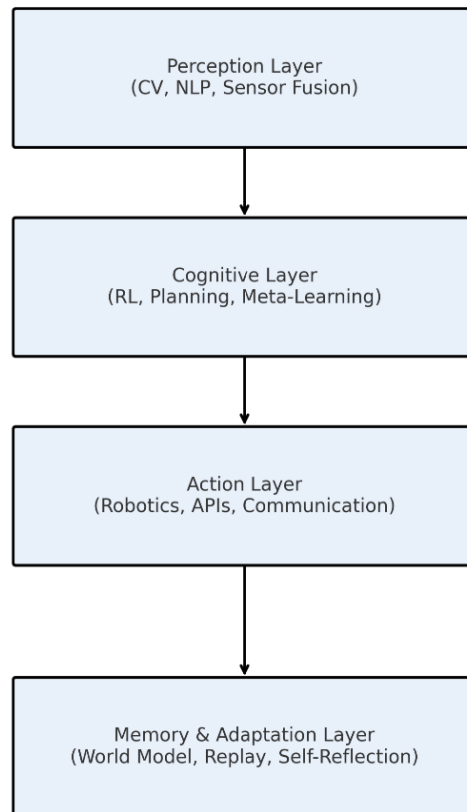 Perception Layer
(CV, NLP, Sensor Fusion)
Cognitive Layer
(RL, Planning, Meta-Learning)
Action Layer
(Robotics, APIs, Communication)
Memory & Adaptation Layer
(World Model, Replay, Self-Reflection)